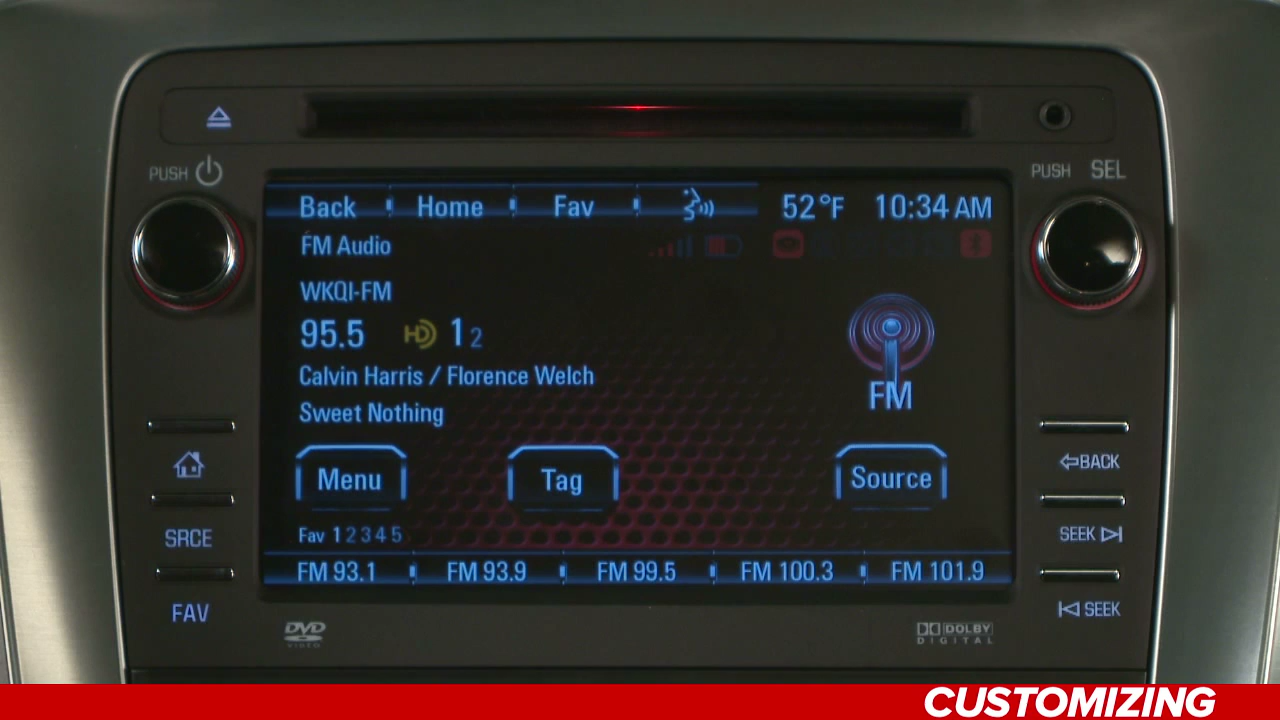 PUSH
PUSH SEL
Back Home Fav 52°F 10:34 AM
FM Audio
WKQI-FM
95.5 HD 1 2
Calvin Harris / Florence Welch
FM
Sweet Nothing
Menu Tag Source
Fav 1 2 3 4 5
FM 93.1 FM 93.9 FM 99.5 FM 100.3 FM 101.9
SRCE
FAV
BACK
SEEK
SEEK
DVD
VIDEO
DOLBY
DIGITAL
CUSTOMIZING